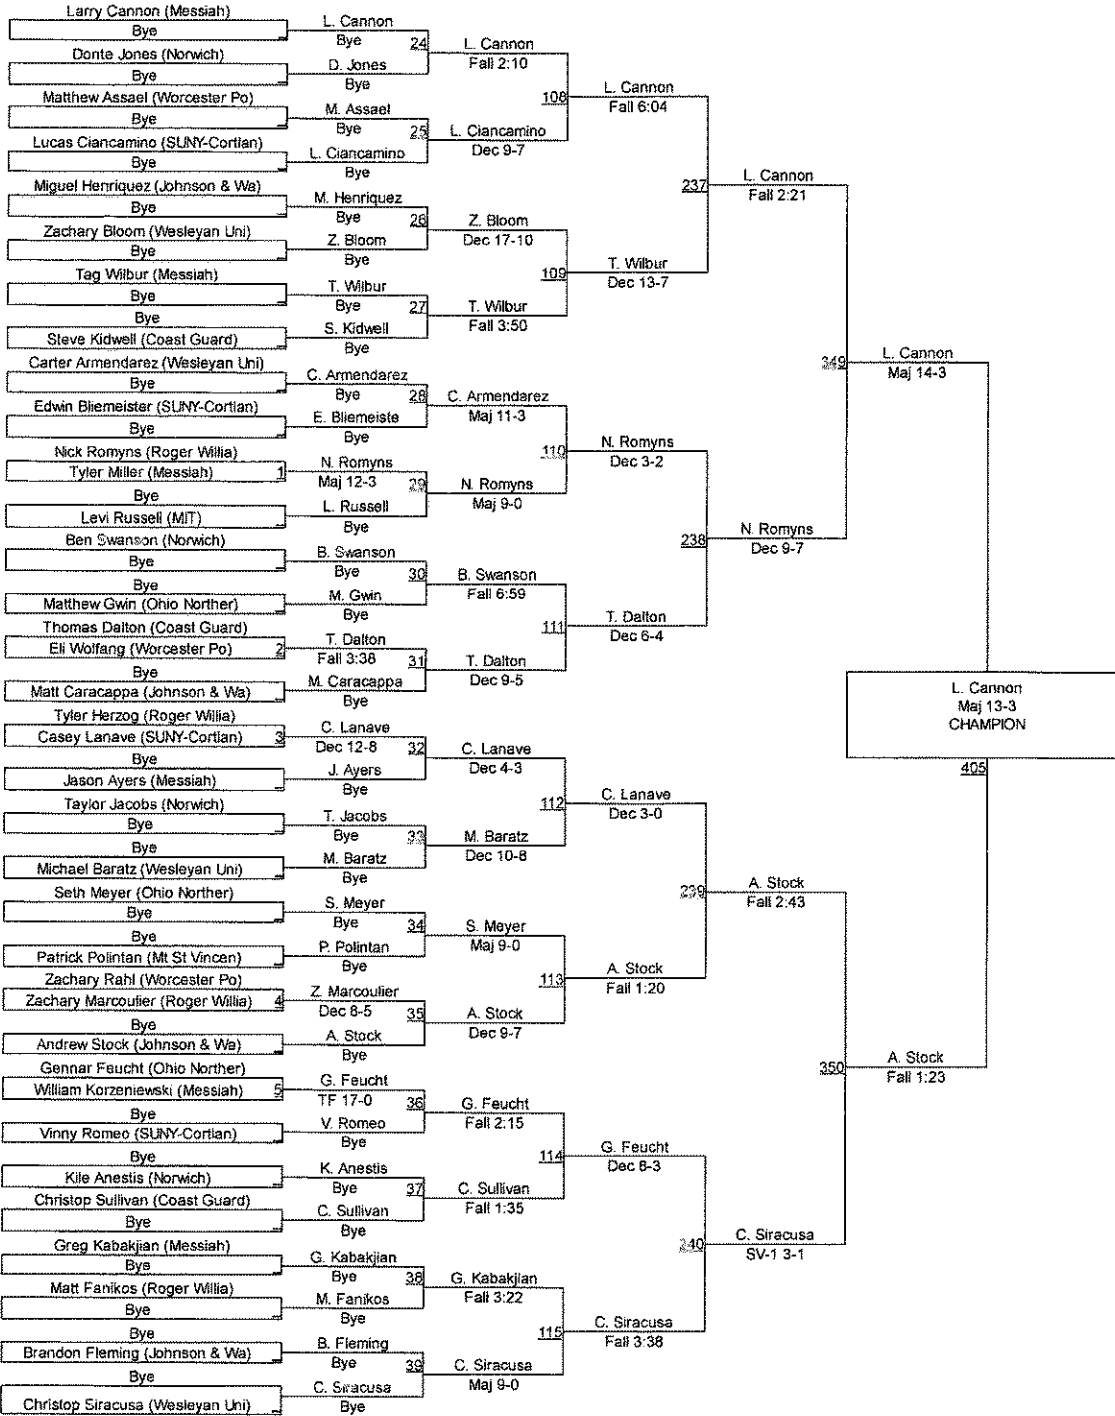 Larry Cannon (Messiah)
Bye
Donte Jones (Norwich)
Bye
Matthew Assael (Worcester Po)
Bye
Lucas Ciancamino (SUNY-Cortlan)
Bye
Miguel Henriquez (Johnson & Wa)
Bye
Zachary Bloom (Wesleyan Uni)
Bye
Tag Wilbur (Messiah)
Bye
Bye
Steve Kidwell (Coast Guard)
Carter Armendarez (Wesleyan Uni)
Bye
Edwin Bliemeister (SUNY-Cortlan)
Bye
Nick Romyns (Roger Willia)
Tyler Miller (Messiah) 1
Bye
Levi Russell (MIT)
Ben Swanson (Norwich)
Bye
Bye
Matthew Gwin (Ohio Norther)
Thomas Dalton (Coast Guard)
Eli Wolfang (Worcester Po) 2
Bye
Matt Caracappa (Johnson & Wa)
Tyler Herzog (Roger Willia)
Casey Lanave (SUNY-Cortlan) 3
Bye
Jason Ayers (Messiah)
Taylor Jacobs (Norwich)
Bye
Bye
Michael Baratz (Wesleyan Uni)
Seth Meyer (Ohio Norther)
Bye
Bye
Patrick Polintan (Mt St Vincen)
Zachary Rahl (Worcester Po)
Zachary Marcoulier (Roger Willia) 4
Bye
Andrew Stock (Johnson & Wa)
Gennar Feucht (Ohio Norther)
William Korzeniewski (Messiah) 5
Bye
Vinny Romeo (SUNY-Cortlan)
Bye
Kile Anestis (Norwich)
Christop Sullivan (Coast Guard)
Bye
Greg Kabakjian (Messiah)
Bye
Matt Fanikos (Roger Willia)
Bye
Bye
Brandon Fleming (Johnson & Wa)
Bye
Christop Siracusa (Wesleyan Uni)
L. Cannon
Bye
24
D. Jones
Bye
M. Assael
Bye
25
L. Ciancamino
Bye
M. Henriquez
Bye
26
Z. Bloom
Bye
T. Wilbur
Bye
27
S. Kidwell
Bye
C. Armendarez
Bye
28
E. Bliemeiste
Bye
N. Romyns
Maj 12-3
29
L. Russell
Bye
B. Swanson
Bye
30
M. Gwin
Bye
T. Dalton
Fall 3:38
31
M. Caracappa
Bye
C. Lanave
Dec 12-8
32
J. Ayers
Bye
T. Jacobs
Bye
33
M. Baratz
Bye
S. Meyer
Bye
34
P. Polintan
Bye
Z. Marcoulier
Dec 8-5
35
A. Stock
Bye
G. Feucht
TF 17-0
36
V. Romeo
Bye
K. Anestis
Bye
37
C. Sullivan
Bye
G. Kabakjian
Bye
38
M. Fanikos
Bye
B. Fleming
Bye
39
C. Siracusa
Bye
L. Cannon
Fall 2:10
108
L. Ciancamino
Dec 9-7
Z. Bloom
Dec 17-10
109
T. Wilbur
Fall 3:50
C. Armendarez
Maj 11-3
110
N. Romyns
Maj 9-0
B. Swanson
Fall 6:59
111
T. Dalton
Dec 9-5
C. Lanave
Dec 4-3
112
M. Baratz
Dec 10-8
S. Meyer
Maj 9-0
113
A. Stock
Dec 9-7
G. Feucht
Fall 2:15
114
C. Sullivan
Fall 1:35
G. Kabakjian
Fall 3:22
115
C. Siracusa
Maj 9-0
L. Cannon
Fall 6:04
237
T. Wilbur
Dec 13-7
N. Romyns
Dec 3-2
238
T. Dalton
Dec 6-4
C. Lanave
Dec 3-0
239
A. Stock
Fall 1:20
G. Feucht
Dec 8-3
240
C. Siracusa
Fall 3:38
L. Cannon
Fall 2:21
349
N. Romyns
Dec 9-7
A. Stock
Fall 2:43
350
C. Siracusa
SV-1 3-1
L. Cannon
Maj 14-3
A. Stock
Fall 1:23
L. Cannon
Maj 13-3
CHAMPION
405